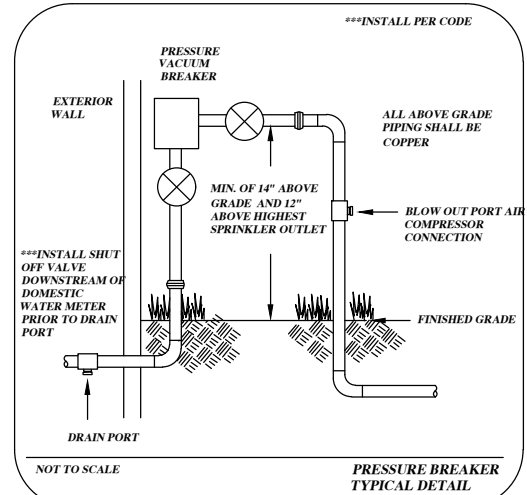 ***INSTALL PER CODE
PRESSURE
VACUUM
BREAKER
EXTERIOR
WALL
ALL ABOVE GRADE
PIPING SHALL BE
COPPER
MIN. OF 14" ABOVE
GRADE AND 12"
ABOVE HIGHEST
SPRINKLER OUTLET
BLOW OUT PORT AIR
COMPRESSOR
CONNECTION
***INSTALL SHUT
OFF VALVE
DOWNSTREAM OF
DOMESTIC
WATER METER
PRIOR TO DRAIN
PORT
FINISHED GRADE
DRAIN PORT
NOT TO SCALE
PRESSURE BREAKER
TYPICAL DETAIL